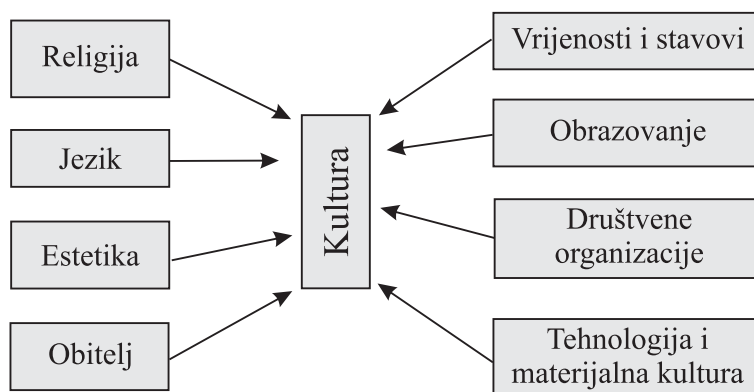 Religija
Jezik
Estetika
Obitelj
Kultura
Vrijenosti i stavovi
Obrazovanje
Društvene
organizacije
Tehnologija i
materijalna kultura